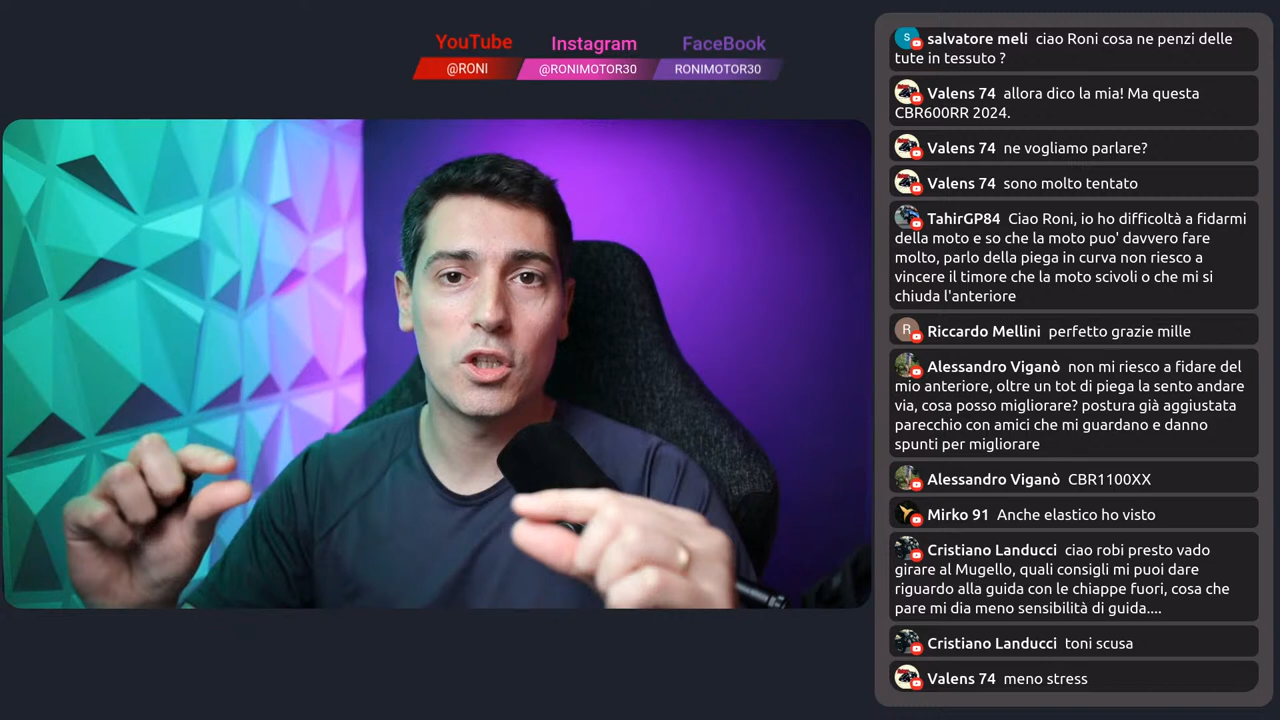 YouTube
@RONI
Instagram
@RONIMOTOR30
FaceBook
RONIMOTOR30
S salvatore meli ciao Roni cosa ne penzi delle
tute in tessuto ?
Valens 74 allora dico la mia! Ma questa
CBR600RR 2024.
Valens 74 ne vogliamo parlare?
Valens 74 sono molto tentato
TahirGP84 Ciao Roni, io ho difficoltà a fidarmi
della moto e so che la moto puo' davvero fare
molto, parlo della piega in curva non riesco a
vincere il timore che la moto scivoli o che mi si
chiuda l'anteriore
R Riccardo Mellini perfetto grazie mille
Alessandro Viganò non mi riesco a fidare del
mio anteriore, oltre un tot di piega la sento andare
via, cosa posso migliorare? postura già aggiustata
parecchio con amici che mi guardano e danno
spunti per migliorare
Alessandro Viganò CBR1100XX
Mirko 91 Anche elastico ho visto
Cristiano Landucci ciao robi presto vado
girare al Mugello, quali consigli mi puoi dare
riguardo alla guida con le chiappe fuori, cosa che
pare mi dia meno sensibilità di guida....
Cristiano Landucci toni scusa
Valens 74 meno stress